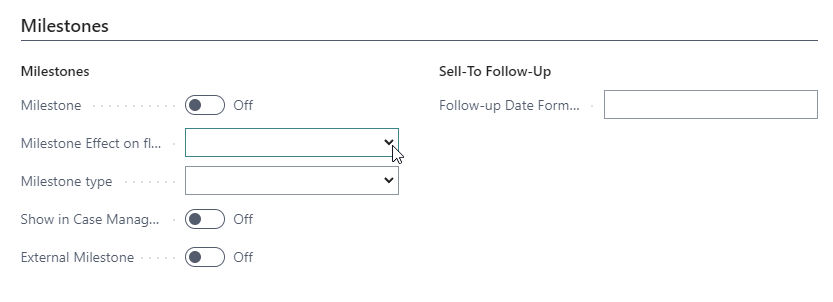 Milestones
Milestones
Milestone
Off
Milestone Effect on fl...
Milestone type
Show in Case Manag...
Off
External Milestone
Off
Sell-To Follow-Up
Follow-up Date Form...